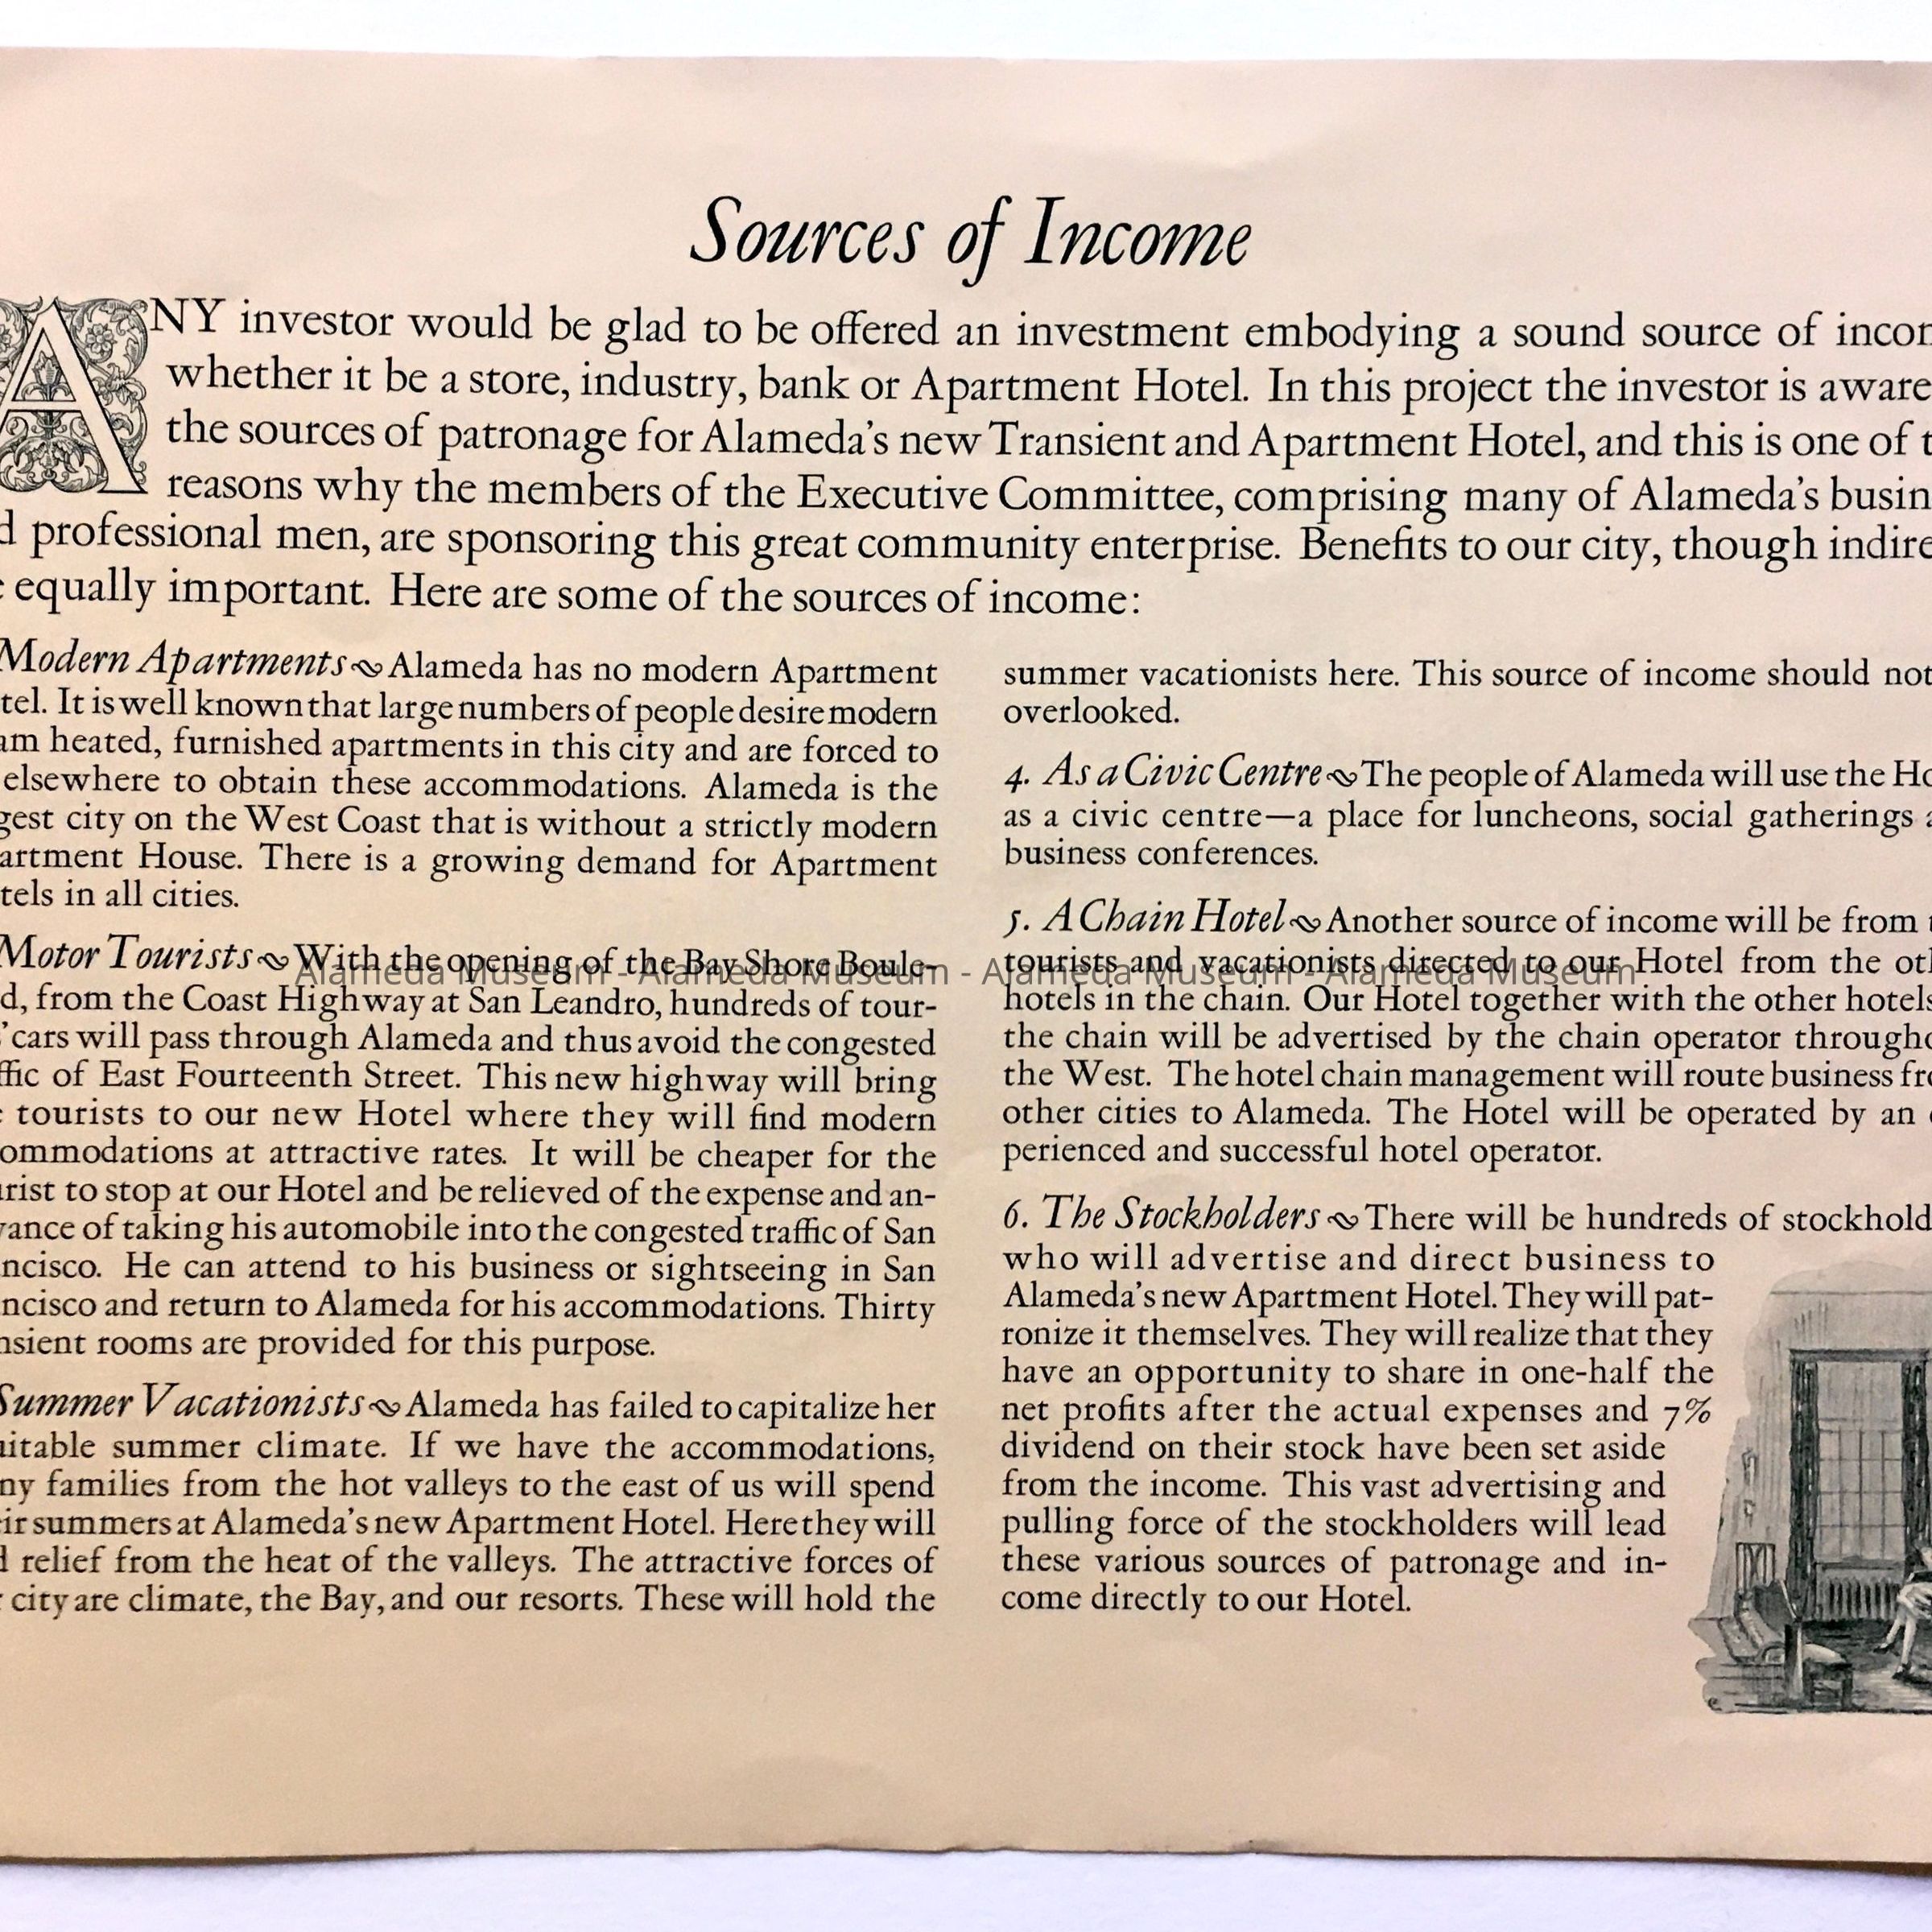 Sources of Income
ANY investor would be glad to be offered an investment embodying a sound source of incom
whether it be a store, industry, bank or Apartment Hotel. In this project the investor is aware
the sources of patronage for Alameda's new Transient and Apartment Hotel, and this is one of t
reasons why the members of the Executive Committee, comprising many of Alameda's busin
d professional men, are sponsoring this great community enterprise. Benefits to our city, though indire
equally important. Here are some of the sources of income:
Modern Apartments Alameda has no modern Apartment
tel. It is well known that large numbers of people desire modern
am heated, furnished apartments in this city and are forced to
elsewhere to obtain these accommodations. Alameda is the
gest city on the West Coast that is without a strictly modern
artment House. There is a growing demand for Apartment
tels in all cities.
Motor Tourists With the opening of the Bay Shore Boule-
d, from the Coast Highway at San Leandro, hundreds of tour-
' cars will pass through Alameda and thus avoid the congested
ffic of East Fourteenth Street. This new highway will bring
tourists to our new Hotel where they will find modern
ommodations at attractive rates. It will be cheaper for the
urist to stop at our Hotel and be relieved of the expense and an-
yance of taking his automobile into the congested traffic of San
ncisco. He can attend to his business or sightseeing in San
ncisco and return to Alameda for his accommodations. Thirty
nsient rooms are provided for this purpose.
Summer Vacationists Alameda has failed to capitalize her
uitable summer climate. If we have the accommodations,
ny families from the hot valleys to the east of us will spend
eir summers at Alameda's new Apartment Hotel. Here they will
d relief from the heat of the valleys. The attractive forces of
r city are climate, the Bay, and our resorts. These will hold the
summer vacationists here. This source of income should not
overlooked.
4. As a Civic Centre The people of Alameda will use the Ho
as a civic centre—a place for luncheons, social gatherings a
business conferences.
5. A Chain Hotel Another source of income will be from t
tourists and vacationists directed to our Hotel from the oth
hotels in the chain. Our Hotel together with the other hotels
the chain will be advertised by the chain operator througho
the West. The hotel chain management will route business fro
other cities to Alameda. The Hotel will be operated by an e
perienced and successful hotel operator.
6. The Stockholders There will be hundreds of stockhold
who will advertise and direct business to
Alameda's new Apartment Hotel. They will pat-
ronize it themselves. They will realize that they
have an opportunity to share in one-half the
net profits after the actual expenses and 7%
dividend on their stock have been set aside
from the income. This vast advertising and
pulling force of the stockholders will lead
these various sources of patronage and in-
come directly to our Hotel.
Alameda Museum - Alameda Museum - Alameda Museum - Alameda Museum